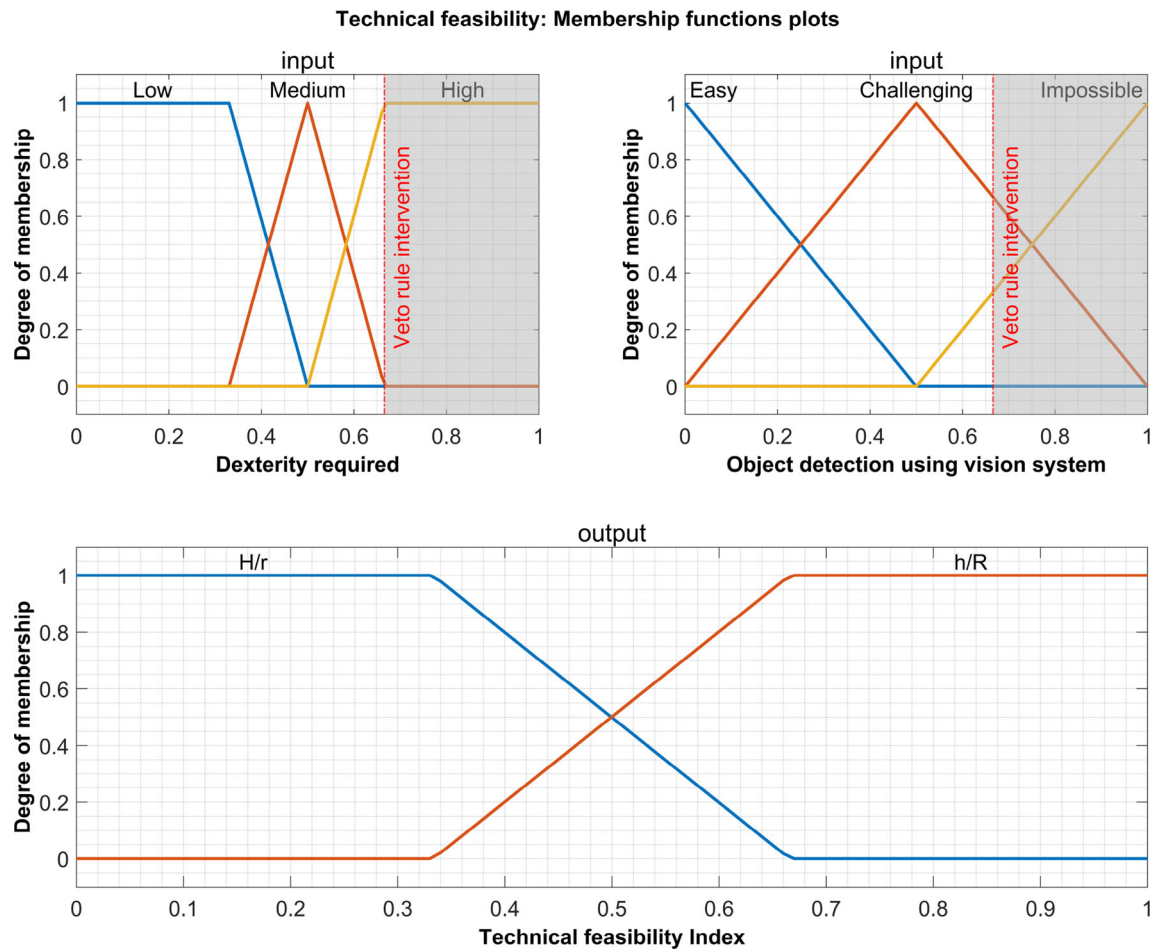 Technical feasibility: Membership functions plots
input
Low Medium High
1
0.8
0.6
0.4
0.2
0
Degree of membership
Veto rule intervention
0 0.2 0.4 0.6 0.8 1
Dexterity required
input
Easy Challenging Impossible
1
0.8
0.6
0.4
0.2
0
Degree of membership
Veto rule intervention
0 0.2 0.4 0.6 0.8 1
Object detection using vision system
output
H/r h/R
1
0.8
0.6
0.4
0.2
0
Degree of membership
0 0.1 0.2 0.3 0.4 0.5 0.6 0.7 0.8 0.9 1
Technical feasibility Index